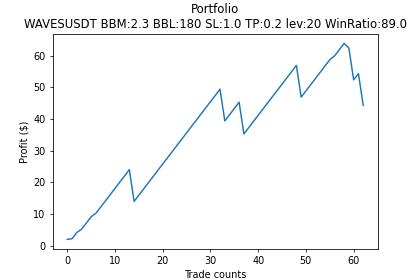 Portfolio
WAVESUSDT BBM:2.3 BBL:180 SL:1.0 TP:0.2 lev:20 WinRatio:89.0
Profit ($)
60
50
40
30
20
10
0
0 10 20 30 40 50 60
Trade counts